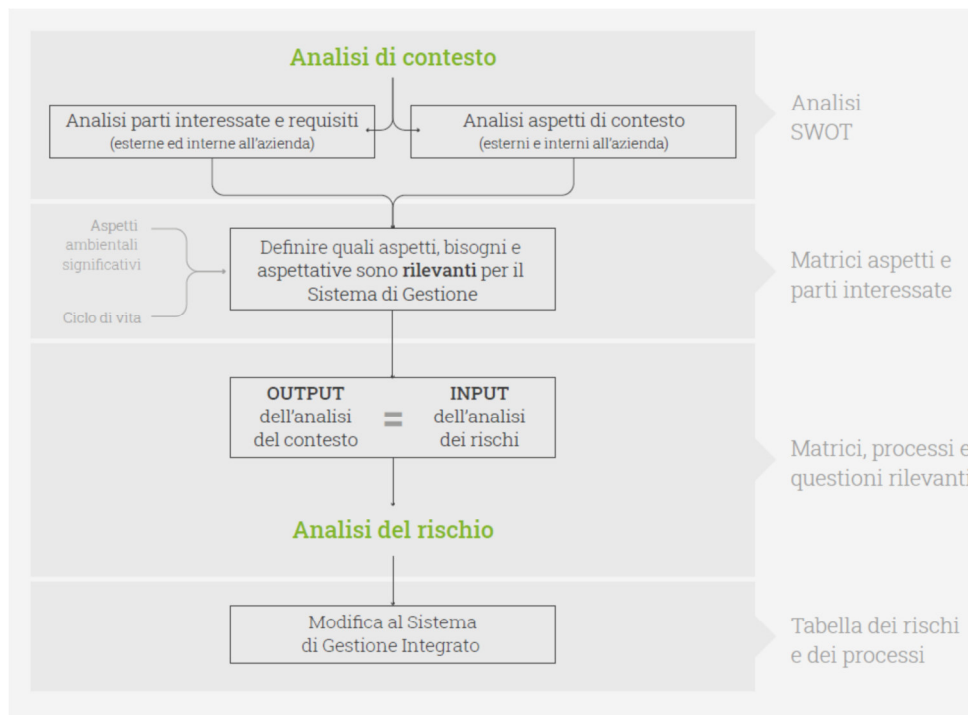 Analisi di contesto
Analisi parti interessate e requisiti
(esterne ed interne all'azienda)
Analisi aspetti di contesto
(esterni e interni all'azienda)
Analisi
SWOT
Aspetti
ambientali
significativi
Ciclo di vita
Definire quali aspetti, bisogni e
aspettative sono rilevanti per il
Sistema di Gestione
Matrici aspetti e
parti interessate
OUTPUT
dell'analisi
del contesto
=
INPUT
dell'analisi
dei rischi
Matrici, processi e
questioni rilevanti
Analisi del rischio
Modifica al Sistema
di Gestione Integrato
Tabella dei rischi
e dei processi